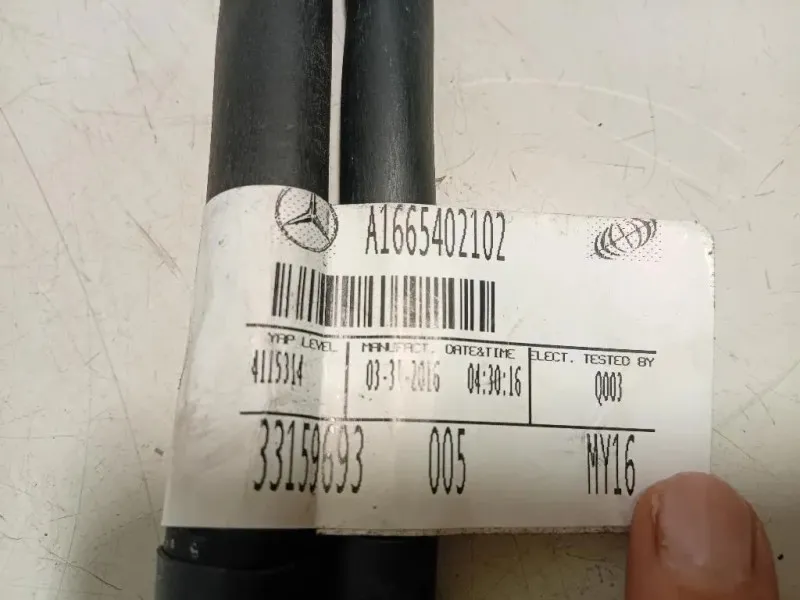 A1665402102
YAP LEVEL MANUFACT. DATE&TIME ELECT. TESTED BY
4115314 03-31-2016 04:30:16 Q003
33159693 005 MY16